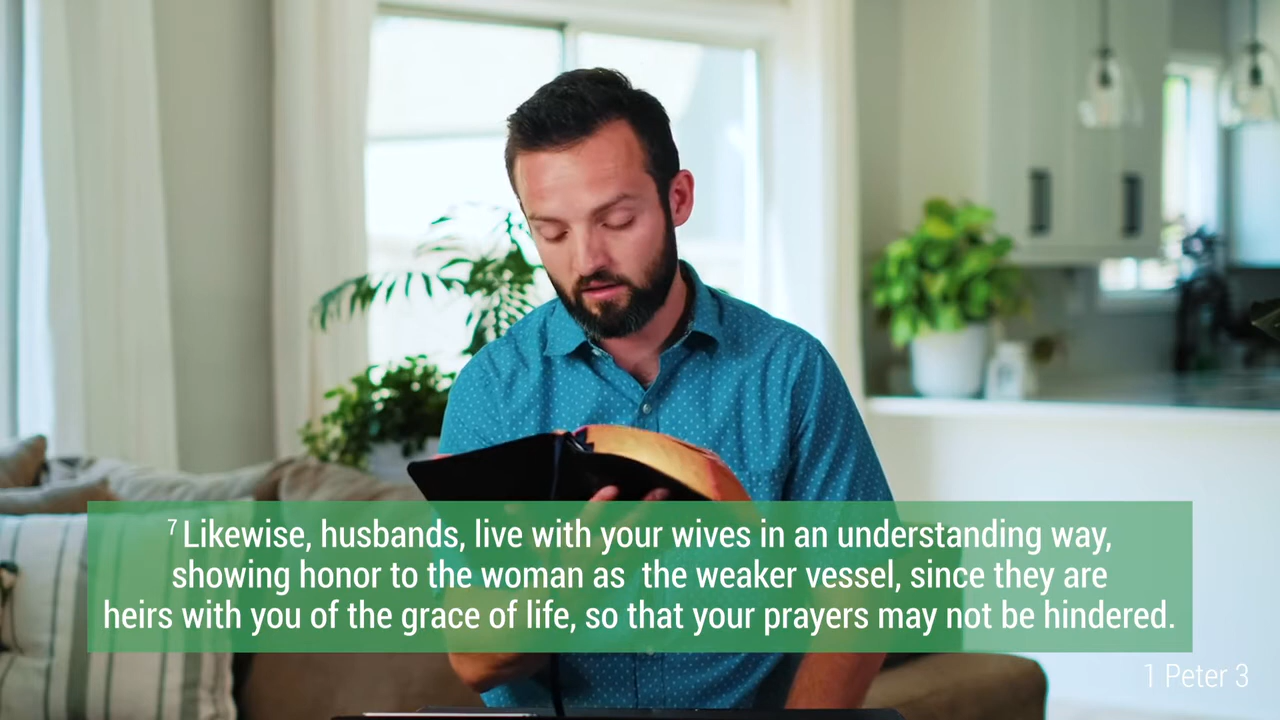 ⁷ Likewise, husbands, live with your wives in an understanding way,
showing honor to the woman as the weaker vessel, since they are
heirs with you of the grace of life, so that your prayers may not be hindered.
1 Peter 3